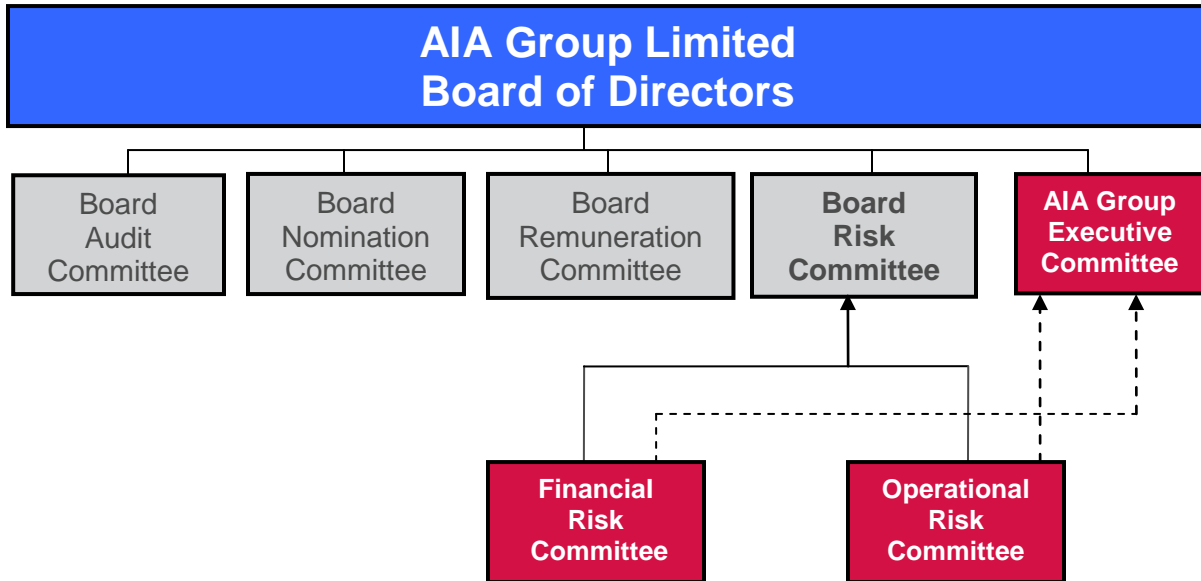 AIA Group Limited
Board of Directors
Board
Audit
Committee
Board
Nomination
Committee
Board
Remuneration
Committee
Board
Risk
Committee
AIA Group
Executive
Committee
Financial
Risk
Committee
Operational
Risk
Committee